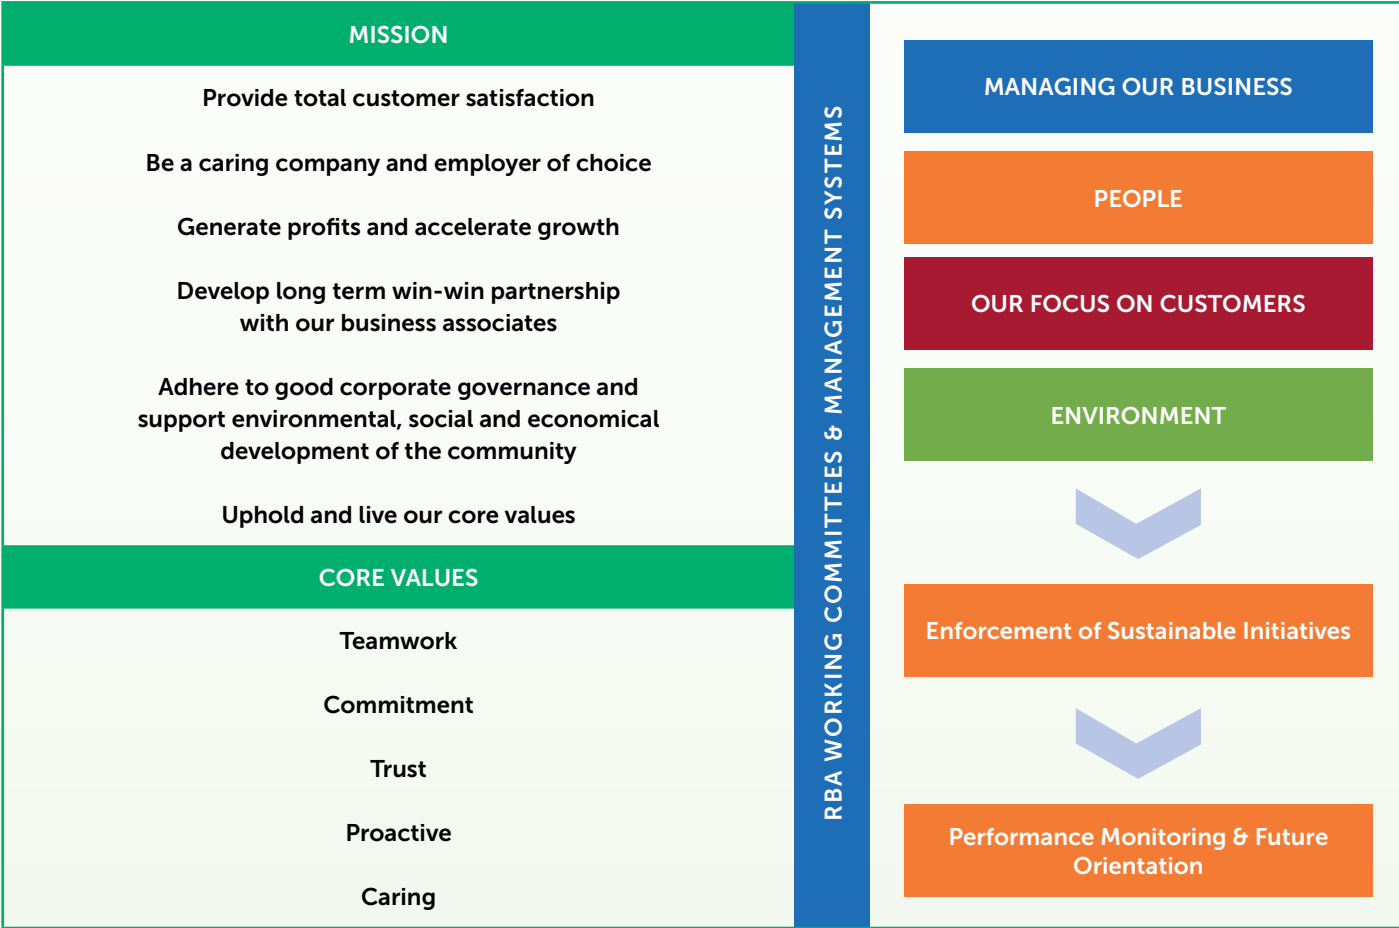 MISSION
Provide total customer satisfaction
Be a caring company and employer of choice
Generate profits and accelerate growth
Develop long term win-win partnership
with our business associates
Adhere to good corporate governance and
support environmental, social and economical
development of the community
Uphold and live our core values
CORE VALUES
Teamwork
Commitment
Trust
Proactive
Caring
RBA WORKING COMMITTEES & MANAGEMENT SYSTEMS
MANAGING OUR BUSINESS
PEOPLE
OUR FOCUS ON CUSTOMERS
ENVIRONMENT
Enforcement of Sustainable Initiatives
Performance Monitoring & Future
Orientation